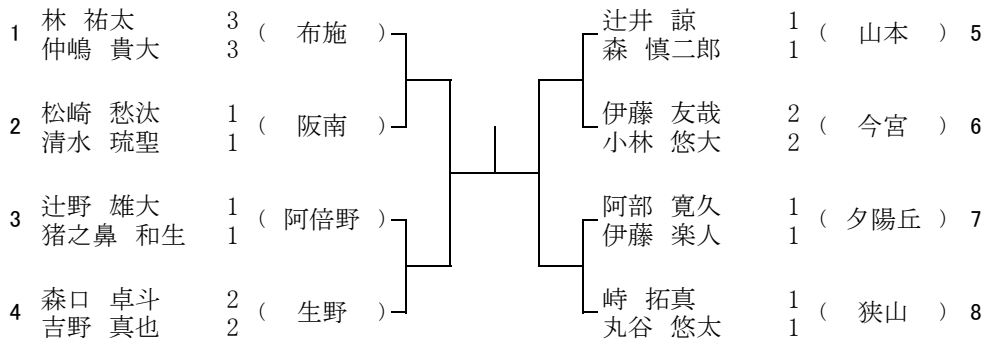 1 林 祐太 3 ( 布施 )
仲嶋 貴大 3
2 松崎 愁汰 1 ( 阪南 )
清水 琉聖 1
3 辻野 雄大 1 ( 阿倍野 )
猪之鼻 和生 1
4 森口 卓斗 2 ( 生野 )
吉野 真也 2
辻井 諒 1 ( 山本 ) 5
森 慎二郎 1
伊藤 友哉 2 ( 今宮 ) 6
小林 悠大 2
阿部 寛久 1 ( 夕陽丘 ) 7
伊藤 楽人 1
峙 拓真 1 ( 狭山 ) 8
丸谷 悠太 1